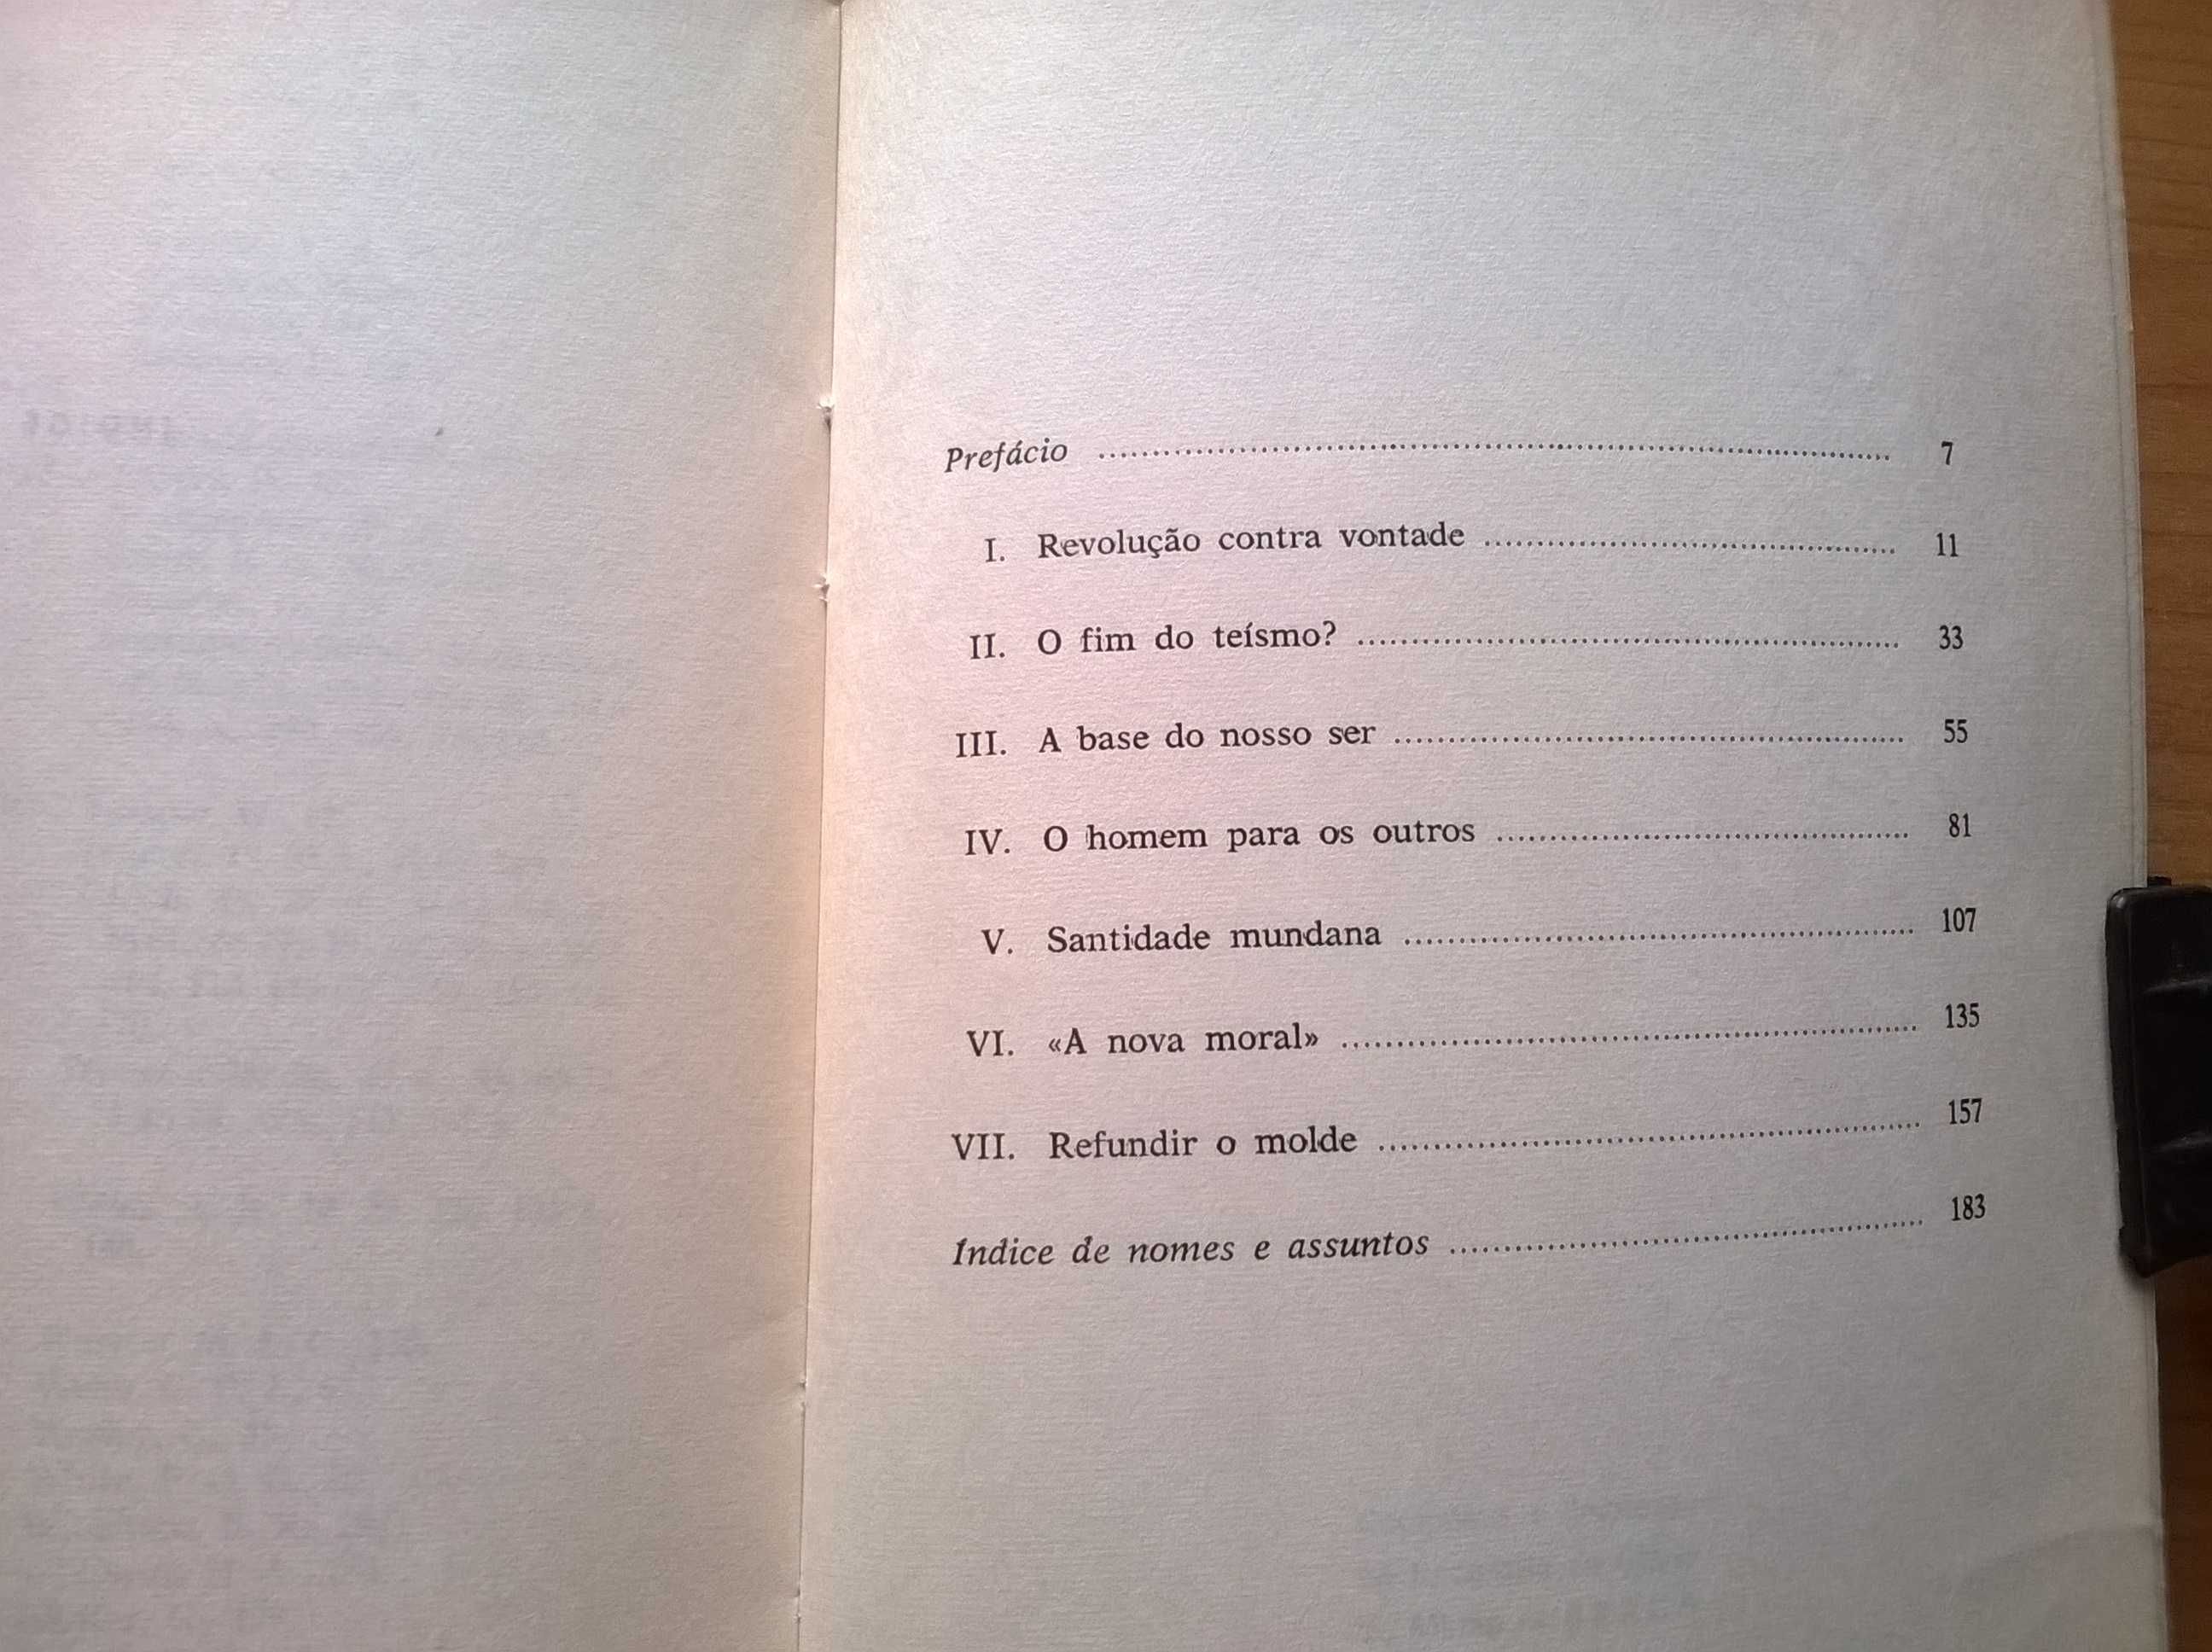 Prefácio ........ 7
I. Revolução contra vontade ........ 11
II. O fim do teísmo? ........ 33
III. A base do nosso ser ........ 55
IV. O homem para os outros ........ 81
V. Santidade mundana ........ 107
VI. «A nova moral» ........ 135
VII. Refundir o molde ........ 157
Índice de nomes e assuntos ........ 183